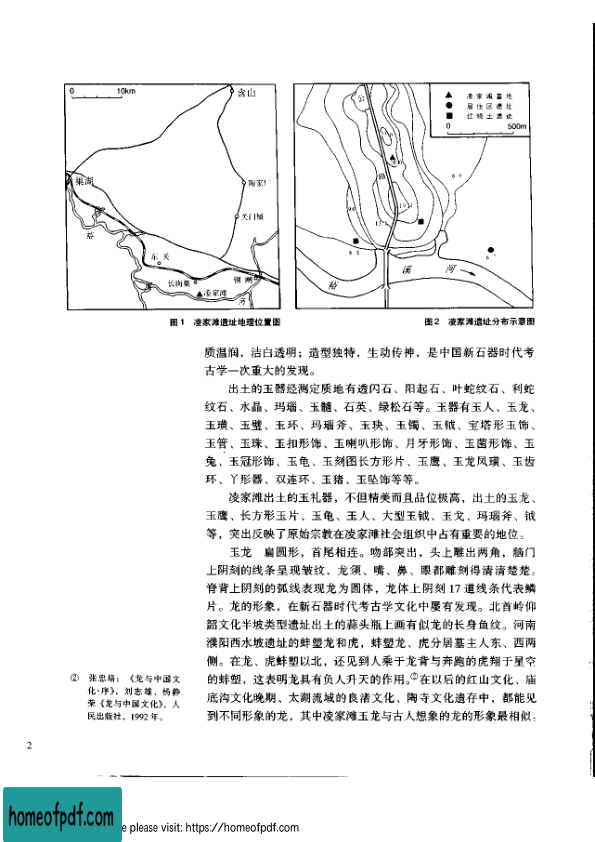 0 10km
含山
巢湖
陶家厂
关门镇
东关
长岗集
铜闸
凌家滩
裕
河
图1 凌家滩遗址地理位置图
▲ 凌家滩墓地
● 居住区遗址
■ 红烧土遗迹
0 500m
公
路
裕 溪 河
图2 凌家滩遗址分布示意图
质温润，洁白透明；造型独特，生动传神，是中国新石器时代考
古学一次重大的发现。
出土的玉器经测定质地有透闪石、阳起石、叶蛇纹石、利蛇
纹石、水晶、玛瑙、玉髓、石英、绿松石等。玉器有玉人、玉龙、
玉璜、玉璧、玉环、玛瑙斧、玉玦、玉镯、玉钺、宝塔形玉饰、
玉管、玉珠、玉扣形饰、玉喇叭形饰、月牙形饰、玉菌形饰、玉
兔、玉冠形饰、玉龟、玉刻图长方形片、玉鹰、玉龙凤璜、玉齿
环、丫形器、双连环、玉猪、玉坠饰等等。
凌家滩出土的玉礼器，不但精美而且品位极高，出土的玉龙、
玉鹰、长方形玉片、玉龟、玉人、大型玉钺、玉戈、玛瑙斧、钺
等，突出反映了原始宗教在凌家滩社会组织中占有重要的地位。
玉龙 扁圆形，首尾相连。吻部突出，头上雕出两角，脑门
上阴刻的线条呈现皱纹，龙须、嘴、鼻、眼都雕刻得清清楚楚。
脊背上阴刻的弧线表现龙为圆体，龙体上阴刻17道线条代表鳞
片。龙的形象，在新石器时代考古学文化中屡有发现。北首岭仰
韶文化半坡类型遗址出土的蒜头瓶上画有似龙的长身鱼纹。河南
濮阳西水坡遗址的蚌塑龙和虎，蚌塑龙、虎分居墓主人东、西两
侧。在龙、虎蚌塑以北，还见到人乘于龙背与奔跑的虎翔于星空
的蚌塑，这表明龙具有负人升天的作用。②在以后的红山文化、庙
底沟文化晚期、太湖流域的良渚文化、陶寺文化遗存中，都能见
到不同形象的龙，其中凌家滩玉龙与古人想象的龙的形象最相似：
② 张忠培：《龙与中国文
化·序》，刘志雄、杨静
荣《龙与中国文化》，人
民出版社，1992年。
2
homeofpdf.com
e please visit: https://homeofpdf.com